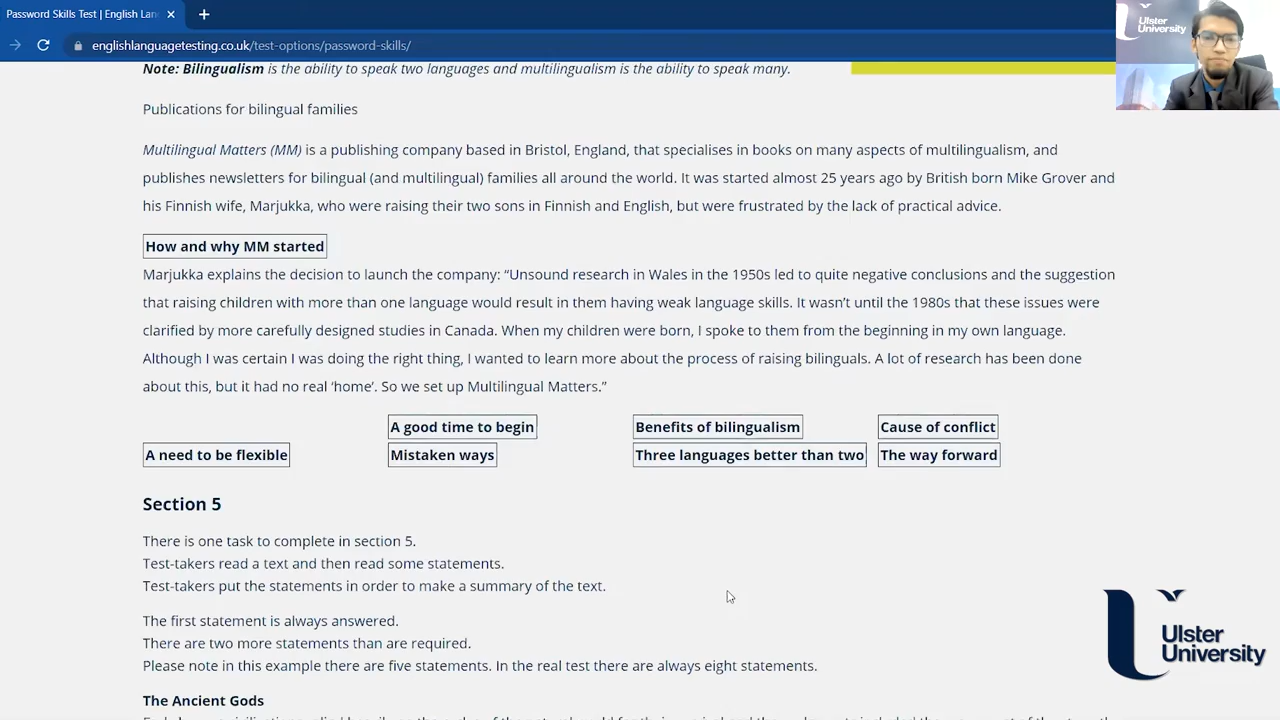 Password Skills Test | English Lan
englishlanguagetesting.co.uk/test-options/password-skills/
Ulster
University
Note: Bilingualism is the ability to speak two languages and multilingualism is the ability to speak many.
Publications for bilingual families
Multilingual Matters (MM) is a publishing company based in Bristol, England, that specialises in books on many aspects of multilingualism, and
publishes newsletters for bilingual (and multilingual) families all around the world. It was started almost 25 years ago by British born Mike Grover and
his Finnish wife, Marjukka, who were raising their two sons in Finnish and English, but were frustrated by the lack of practical advice.
How and why MM started
Marjukka explains the decision to launch the company: “Unsound research in Wales in the 1950s led to quite negative conclusions and the suggestion
that raising children with more than one language would result in them having weak language skills. It wasn’t until the 1980s that these issues were
clarified by more carefully designed studies in Canada. When my children were born, I spoke to them from the beginning in my own language.
Although I was certain I was doing the right thing, I wanted to learn more about the process of raising bilinguals. A lot of research has been done
about this, but it had no real ‘home’. So we set up Multilingual Matters.”
A good time to begin Benefits of bilingualism Cause of conflict
A need to be flexible Mistaken ways Three languages better than two The way forward
Section 5
There is one task to complete in section 5.
Test-takers read a text and then read some statements.
Test-takers put the statements in order to make a summary of the text.
The first statement is always answered.
There are two more statements than are required.
Please note in this example there are five statements. In the real test there are always eight statements.
The Ancient Gods
Ulster
University